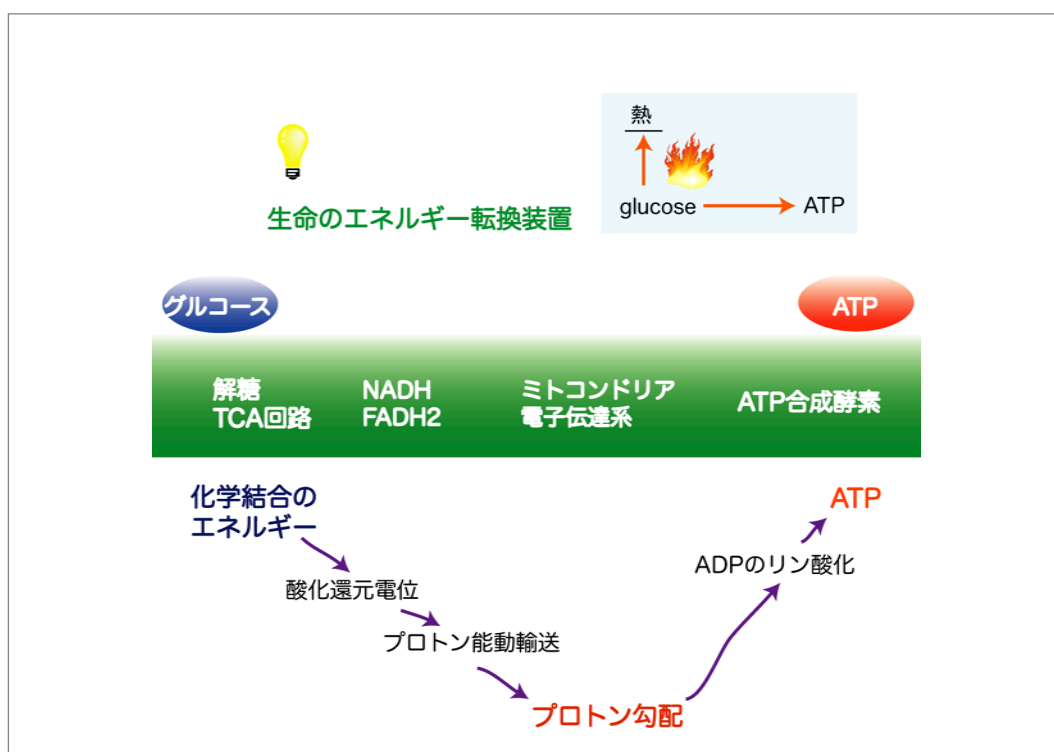 熱
glucose
ATP
生命のエネルギー転換装置
グルコース
ATP
解糖
TCA回路
NADH
FADH2
ミトコンドリア
電子伝達系
ATP合成酵素
化学結合の
エネルギー
酸化還元電位
プロトン能動輸送
プロトン勾配
ADPのリン酸化
ATP